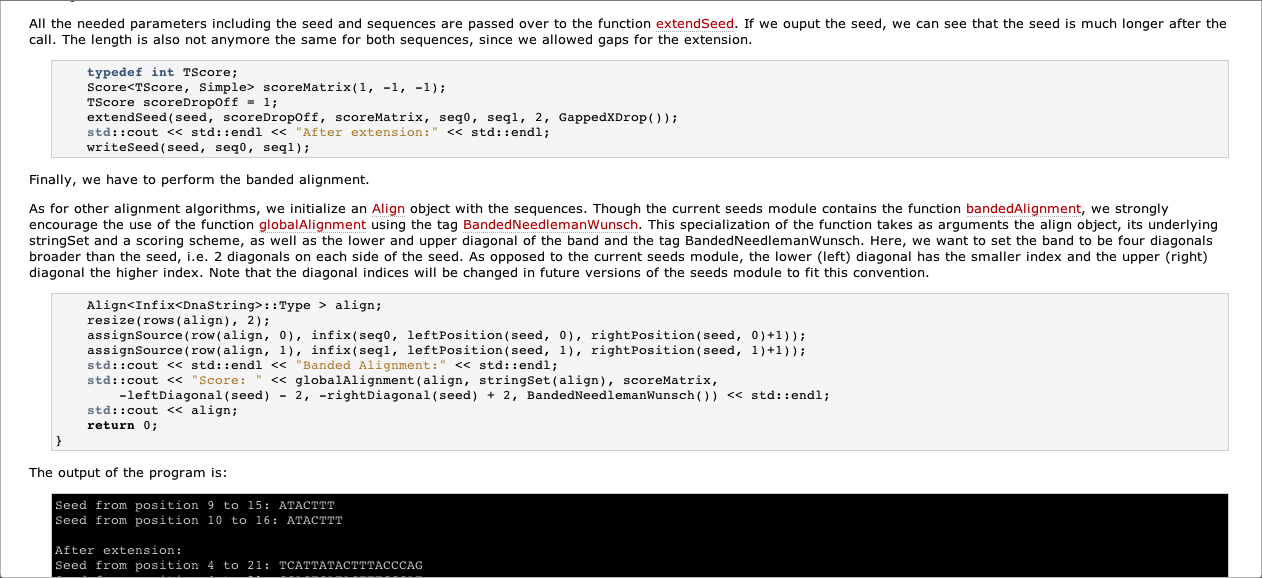 All the needed parameters including the seed and sequences are passed over to the function extendSeed. If we ouput the seed, we can see that the seed is much longer after the
call. The length is also not anymore the same for both sequences, since we allowed gaps for the extension.
typedef int TScore;
Score<TScore, Simple> scoreMatrix(1, -1, -1);
TScore scoreDropOff = 1;
extendSeed(seed, scoreDropOff, scoreMatrix, seq0, seq1, 2, GappedXDrop());
std::cout << std::endl << "After extension:" << std::endl;
writeSeed(seed, seq0, seq1);
Finally, we have to perform the banded alignment.
As for other alignment algorithms, we initialize an Align object with the sequences. Though the current seeds module contains the function bandedAlignment, we strongly
encourage the use of the function globalAlignment using the tag BandedNeedlemanWunsch. This specialization of the function takes as arguments the align object, its underlying
stringSet and a scoring scheme, as well as the lower and upper diagonal of the band and the tag BandedNeedlemanWunsch. Here, we want to set the band to be four diagonals
broader than the seed, i.e. 2 diagonals on each side of the seed. As opposed to the current seeds module, the lower (left) diagonal has the smaller index and the upper (right)
diagonal the higher index. Note that the diagonal indices will be changed in future versions of the seeds module to fit this convention.
Align<Infix<DnaString>::Type > align;
resize(rows(align), 2);
assignSource(row(align, 0), infix(seq0, leftPosition(seed, 0), rightPosition(seed, 0)+1));
assignSource(row(align, 1), infix(seq1, leftPosition(seed, 1), rightPosition(seed, 1)+1));
std::cout << std::endl << "Banded Alignment:" << std::endl;
std::cout << "Score: " << globalAlignment(align, stringSet(align), scoreMatrix,
-leftDiagonal(seed) - 2, -rightDiagonal(seed) + 2, BandedNeedlemanWunsch()) << std::endl;
std::cout << align;
return 0;
}
The output of the program is:
Seed from position 9 to 15: ATACTTT
Seed from position 10 to 16: ATACTTT
After extension:
Seed from position 4 to 21: TCATTATACTTTACCCAG